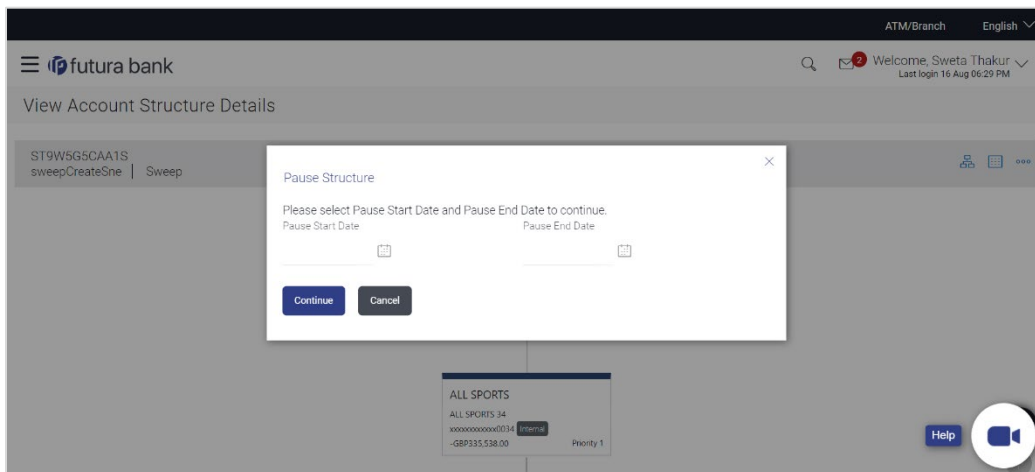 ATM/Branch English
futura bank
2
Welcome, Sweta Thakur
Last login 16 Aug 06:29 PM
View Account Structure Details
ST9W5G5CAA1S
sweepCreateSne | Sweep
Pause Structure
Please select Pause Start Date and Pause End Date to continue.
Pause Start Date Pause End Date
Continue Cancel
ALL SPORTS
ALL SPORTS 34
xxxxxxxxxxxx0034 Internal
-GBP335,538.00 Priority 1
Help